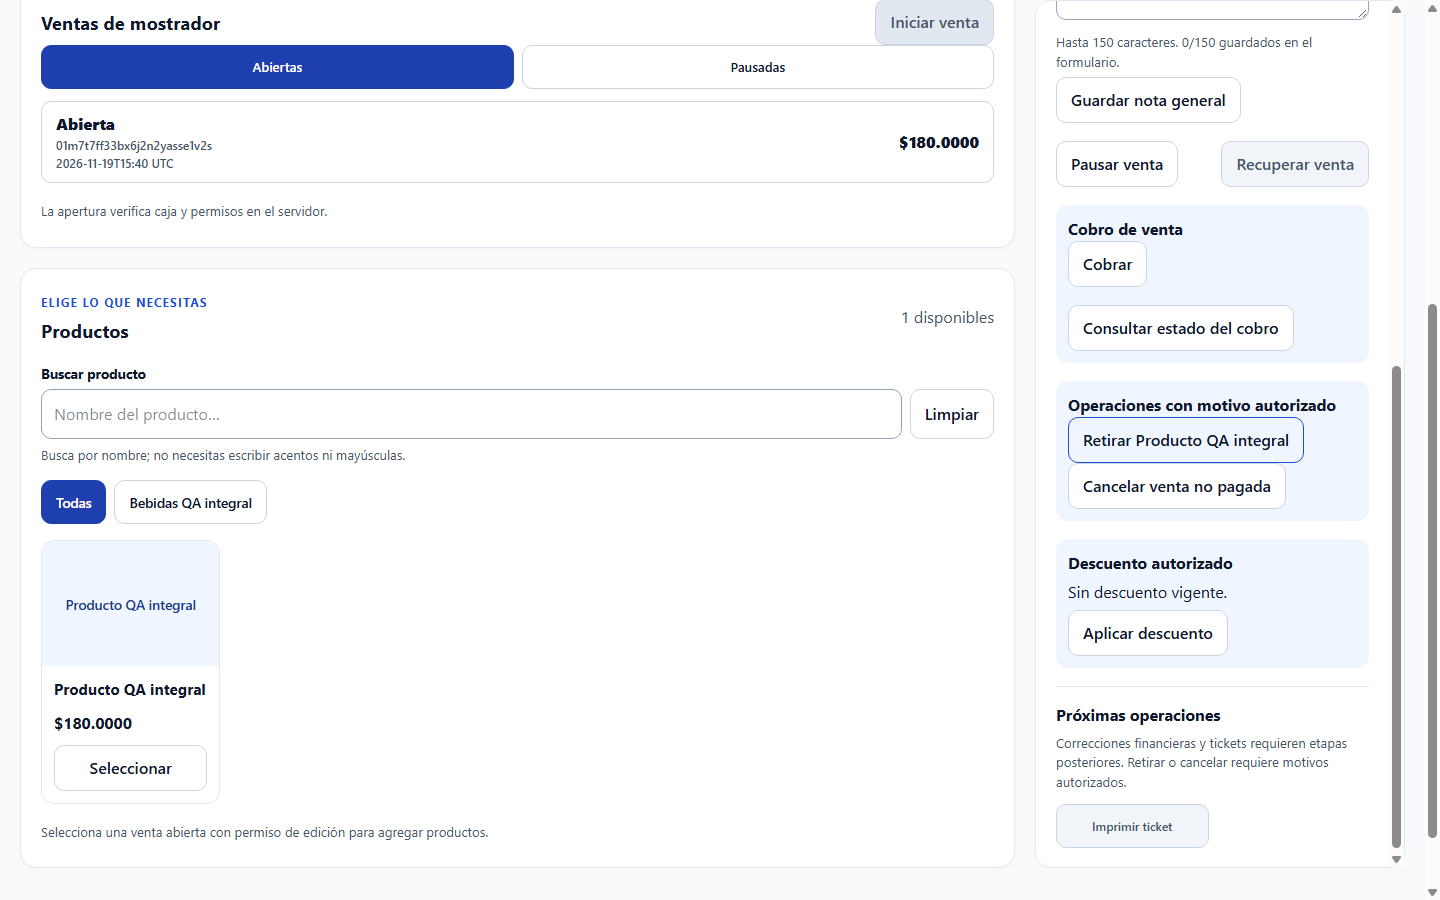 Ventas de mostrador
Iniciar venta
Abiertas
Pausadas
Abierta
01m7t7ff33bx6j2n2yasse1v2s
2026-11-19T15:40 UTC
$180.0000
La apertura verifica caja y permisos en el servidor.
ELIGE LO QUE NECESITAS
Productos
1 disponibles
Buscar producto
Nombre del producto...
Limpiar
Busca por nombre; no necesitas escribir acentos ni mayúsculas.
Todas
Bebidas QA integral
Producto QA integral
Producto QA integral
$180.0000
Seleccionar
Selecciona una venta abierta con permiso de edición para agregar productos.
Hasta 150 caracteres. 0/150 guardados en el
formulario.
Guardar nota general
Pausar venta
Recuperar venta
Cobro de venta
Cobrar
Consultar estado del cobro
Operaciones con motivo autorizado
Retirar Producto QA integral
Cancelar venta no pagada
Descuento autorizado
Sin descuento vigente.
Aplicar descuento
Próximas operaciones
Correcciones financieras y tickets requieren etapas
posteriores. Retirar o cancelar requiere motivos
autorizados.
Imprimir ticket